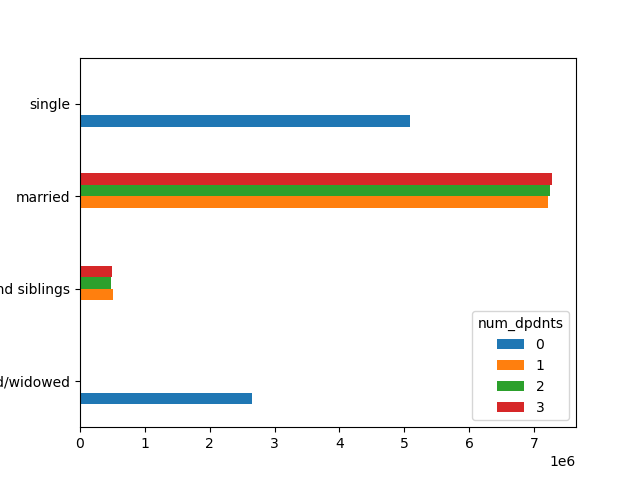 single
married
nd siblings
d/widowed
num_dpdnts
0
1
2
3
0 1 2 3 4 5 6 7
1e6